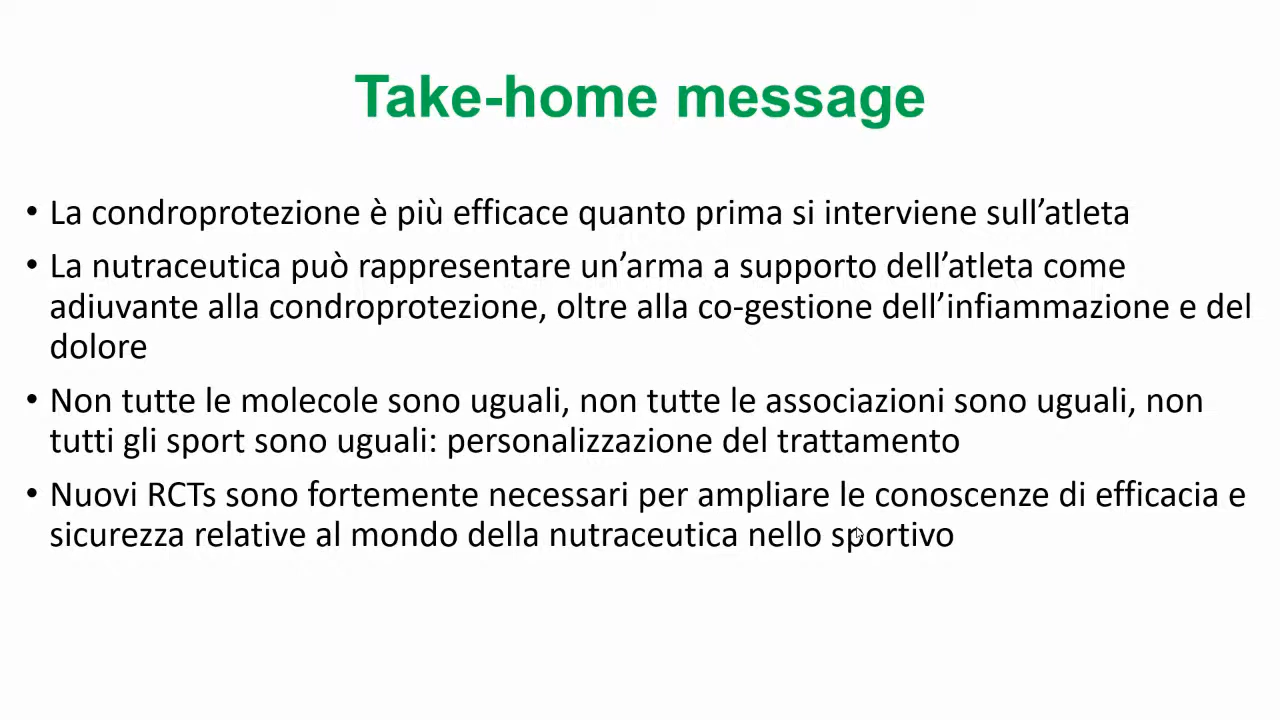 Take-home message
• La condroprotezione è più efficace quanto prima si interviene sull’atleta
• La nutraceutica può rappresentare un’arma a supporto dell’atleta come
adiuvante alla condroprotezione, oltre alla co-gestione dell’infiammazione e del
dolore
• Non tutte le molecole sono uguali, non tutte le associazioni sono uguali, non
tutti gli sport sono uguali: personalizzazione del trattamento
• Nuovi RCTs sono fortemente necessari per ampliare le conoscenze di efficacia e
sicurezza relative al mondo della nutraceutica nello sportivo